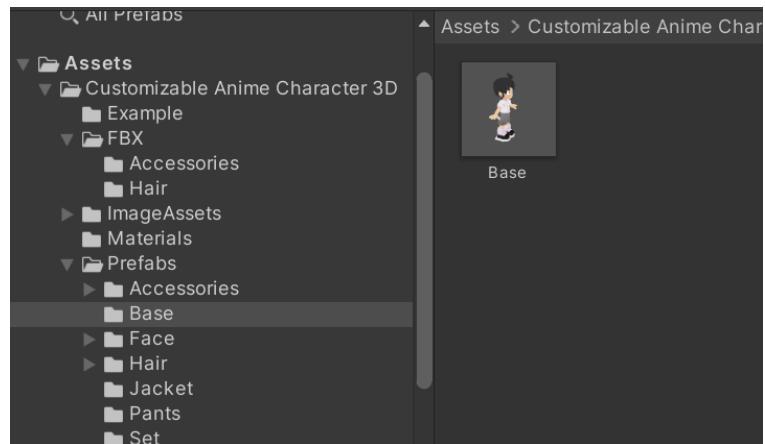 All Prefabs
Assets
Customizable Anime Character 3D
Example
FBX
Accessories
Hair
ImageAssets
Materials
Prefabs
Accessories
Base
Face
Hair
Jacket
Pants
Set
Assets > Customizable Anime Char
Base